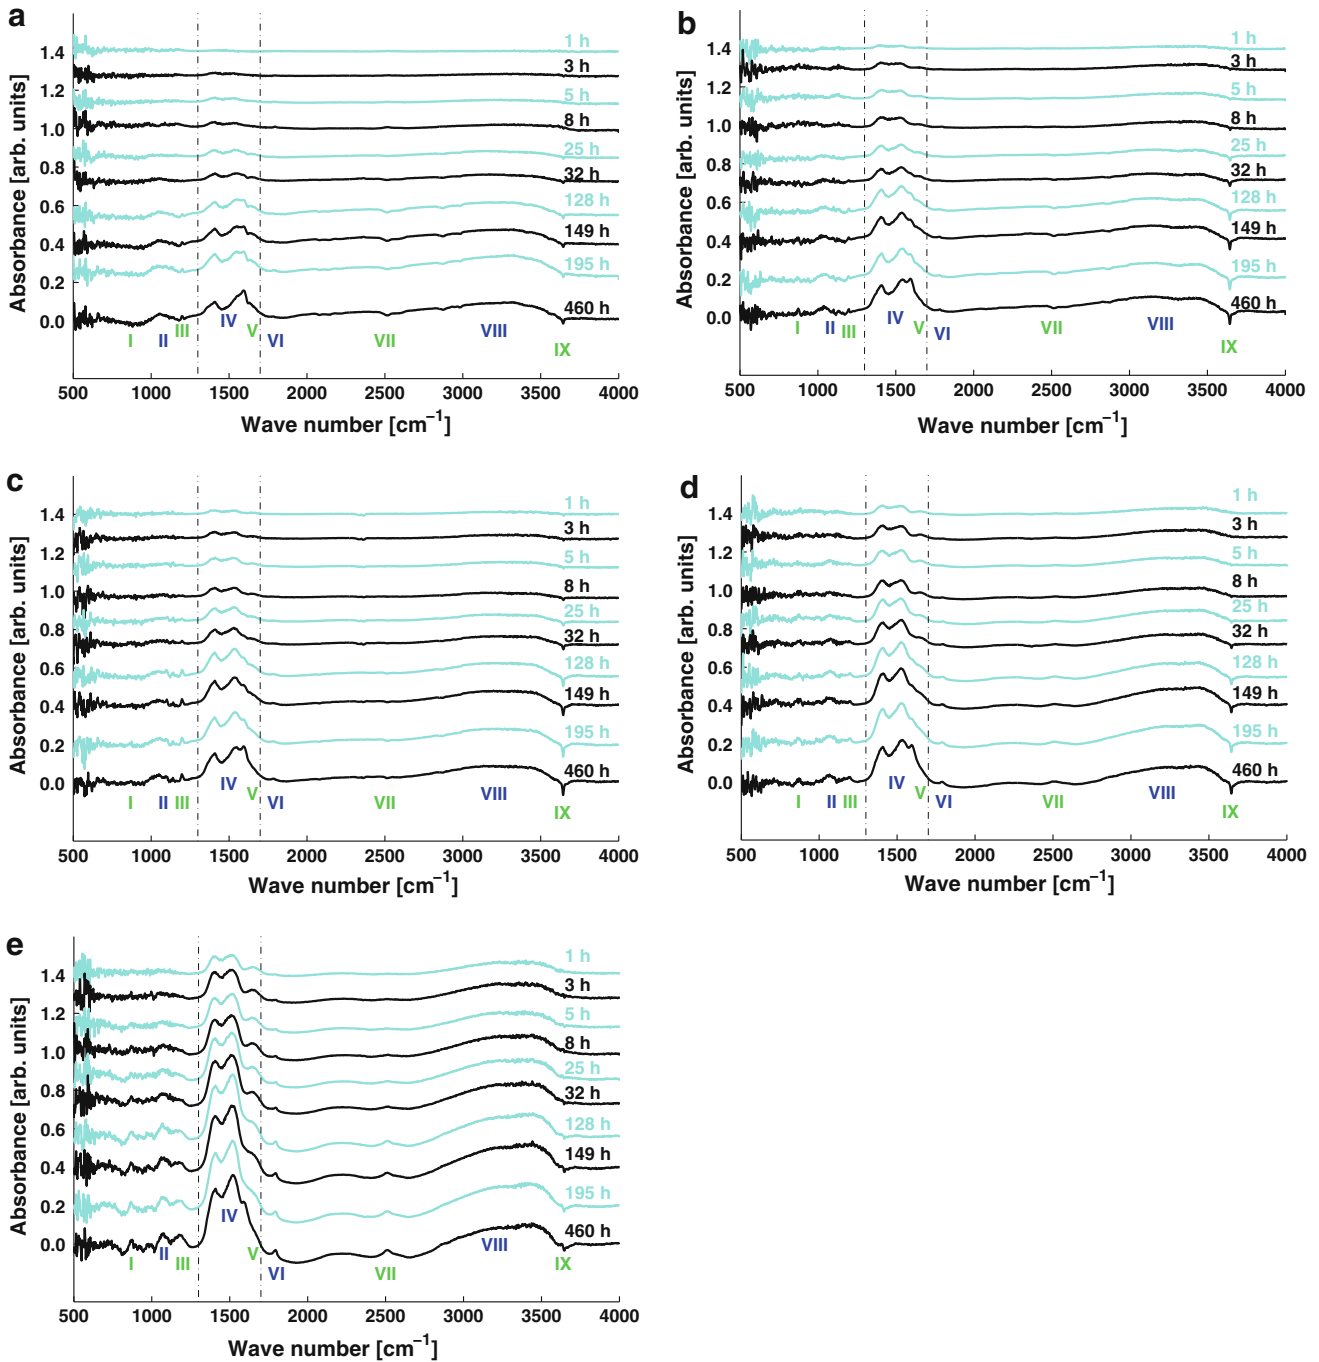 a
Absorbance [arb. units]
1.4
1.2
1.0
0.8
0.6
0.4
0.2
0.0
1 h
3 h
5 h
8 h
25 h
32 h
128 h
149 h
195 h
460 h
I II III IV V VI VII VIII IX
500 1000 1500 2000 2500 3000 3500 4000
Wave number [cm−1]
b
Absorbance [arb. units]
1.4
1.2
1.0
0.8
0.6
0.4
0.2
0.0
1 h
3 h
5 h
8 h
25 h
32 h
128 h
149 h
195 h
460 h
I II III IV V VI VII VIII IX
500 1000 1500 2000 2500 3000 3500 4000
Wave number [cm−1]
c
Absorbance [arb. units]
1.4
1.2
1.0
0.8
0.6
0.4
0.2
0.0
1 h
3 h
5 h
8 h
25 h
32 h
128 h
149 h
195 h
460 h
I II III IV V VI VII VIII IX
500 1000 1500 2000 2500 3000 3500 4000
Wave number [cm−1]
d
Absorbance [arb. units]
1.4
1.2
1.0
0.8
0.6
0.4
0.2
0.0
1 h
3 h
5 h
8 h
25 h
32 h
128 h
149 h
195 h
460 h
I II III IV V VI VII VIII IX
500 1000 1500 2000 2500 3000 3500 4000
Wave number [cm−1]
e
Absorbance [arb. units]
1.4
1.2
1.0
0.8
0.6
0.4
0.2
0.0
1 h
3 h
5 h
8 h
25 h
32 h
128 h
149 h
195 h
460 h
I II III IV V VI VII VIII IX
500 1000 1500 2000 2500 3000 3500 4000
Wave number [cm−1]